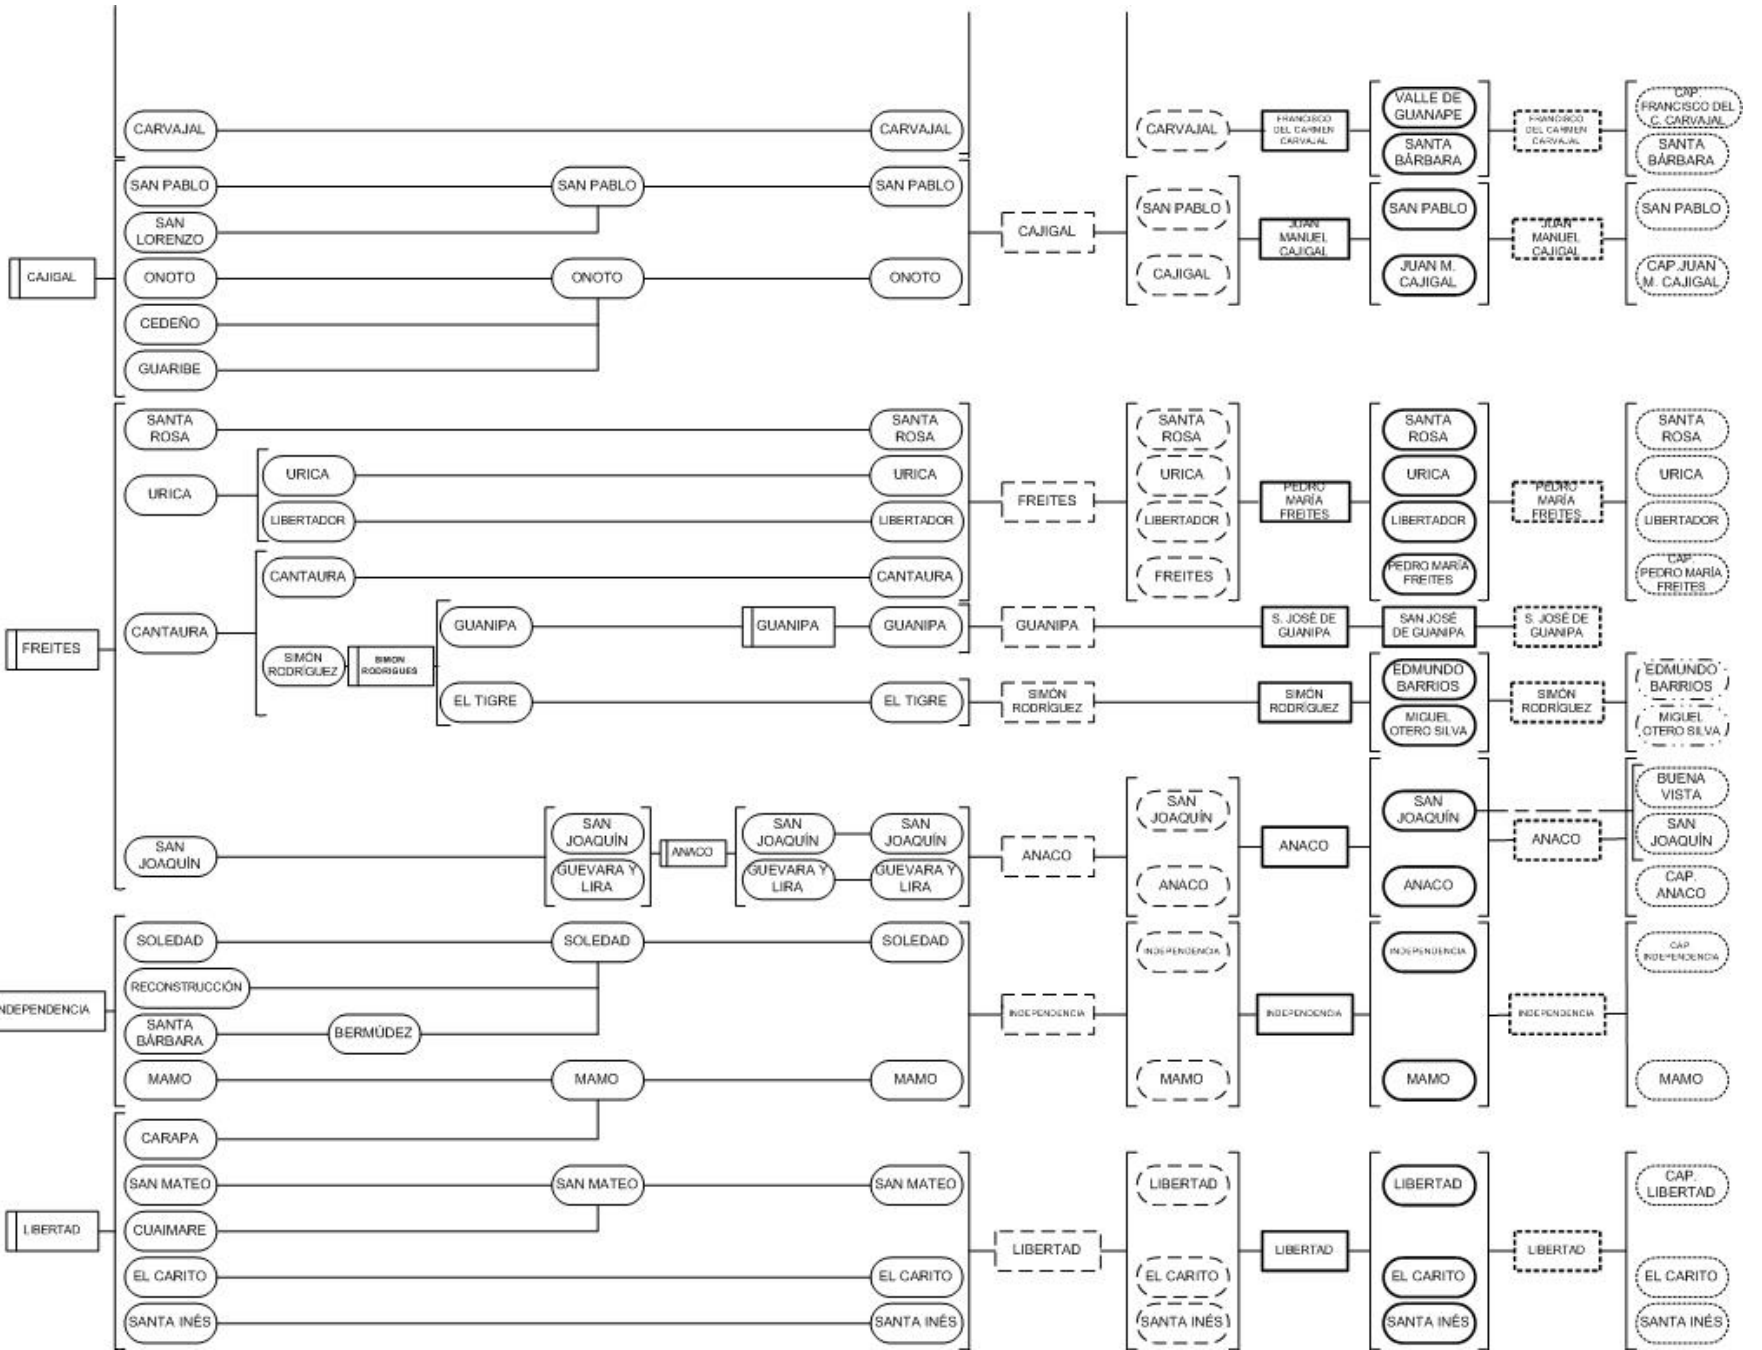 CARVAJAL
CARVAJAL
CARVAJAL
FRANCISCO
DEL CARMEN
CARVAJAL
VALLE DE
GUANAPE
SANTA
BÁRBARA
FRANCISCO
DEL CARMEN
CARVAJAL
CAP.
FRANCISCO DEL
C. CARVAJAL
SANTA
BÁRBARA
CAJIGAL
SAN PABLO
SAN
LORENZO
ONOTO
CEDEÑO
GUARIBE
SAN PABLO
ONOTO
SAN PABLO
ONOTO
CAJIGAL
SAN PABLO
CAJIGAL
JUAN
MANUEL
CAJIGAL
SAN PABLO
JUAN M.
CAJIGAL
JUAN
MANUEL
CAJIGAL
SAN PABLO
CAP.JUAN
M. CAJIGAL
FREITES
SANTA
ROSA
URICA
CANTAURA
SAN
JOAQUÍN
URICA
LIBERTADOR
CANTAURA
SIMÓN
RODRÍGUEZ
SIMON
RODRIGUES
GUANIPA
EL TIGRE
SAN
JOAQUÍN
GUEVARA Y
LIRA
ANACO
GUANIPA
SAN
JOAQUÍN
GUEVARA Y
LIRA
SANTA
ROSA
URICA
LIBERTADOR
CANTAURA
GUANIPA
EL TIGRE
SAN
JOAQUÍN
GUEVARA Y
LIRA
FREITES
GUANIPA
SIMÓN
RODRÍGUEZ
ANACO
SANTA
ROSA
URICA
LIBERTADOR
FREITES
SAN
JOAQUÍN
ANACO
PEDRO
MARÍA
FREITES
S. JOSÉ DE
GUANIPA
SIMÓN
RODRÍGUEZ
ANACO
SANTA
ROSA
URICA
LIBERTADOR
PEDRO MARÍA
FREITES
SAN JOSÉ
DE GUANIPA
EDMUNDO
BARRIOS
MIGUEL
OTERO SILVA
SAN
JOAQUÍN
ANACO
PEDRO
MARÍA
FREITES
S. JOSÉ DE
GUANIPA
SIMÓN
RODRÍGUEZ
ANACO
SANTA
ROSA
URICA
LIBERTADOR
CAP.
PEDRO MARÍA
FREITES
EDMUNDO
BARRIOS
MIGUEL
OTERO SILVA
BUENA
VISTA
SAN
JOAQUÍN
CAP.
ANACO
NDEPENDENCIA
SOLEDAD
RECONSTRUCCIÓN
SANTA
BÁRBARA
MAMO
BERMÚDEZ
SOLEDAD
MAMO
SOLEDAD
MAMO
INDEPENDENCIA
INDEPENDENCIA
MAMO
INDEPENDENCIA
INDEPENDENCIA
MAMO
INDEPENDENCIA
CAP
INDEPENDENCIA
MAMO
LIBERTAD
CARAPA
SAN MATEO
CUAIMARE
EL CARITO
SANTA INÉS
SAN MATEO
SAN MATEO
EL CARITO
SANTA INÉS
LIBERTAD
LIBERTAD
EL CARITO
SANTA INÉS
LIBERTAD
LIBERTAD
EL CARITO
SANTA INÉS
LIBERTAD
CAP.
LIBERTAD
EL CARITO
SANTA INÉS